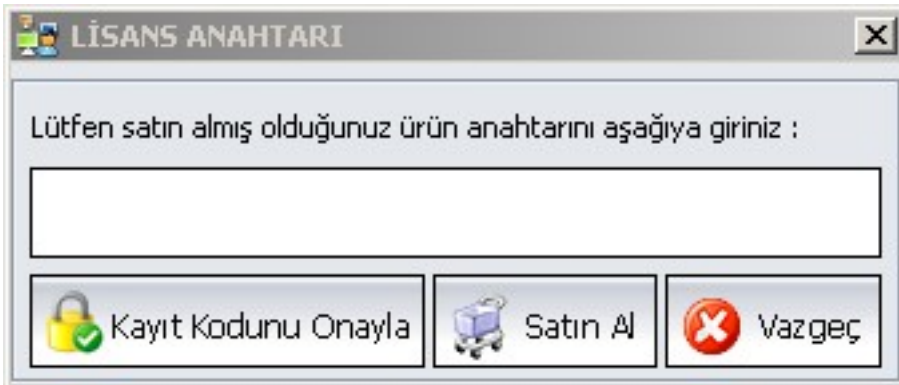 LİSANS ANAHTARI
Lütfen satın almış olduğunuz ürün anahtarını aşağıya giriniz :
Kayıt Kodunu Onayla Satın Al Vazgeç